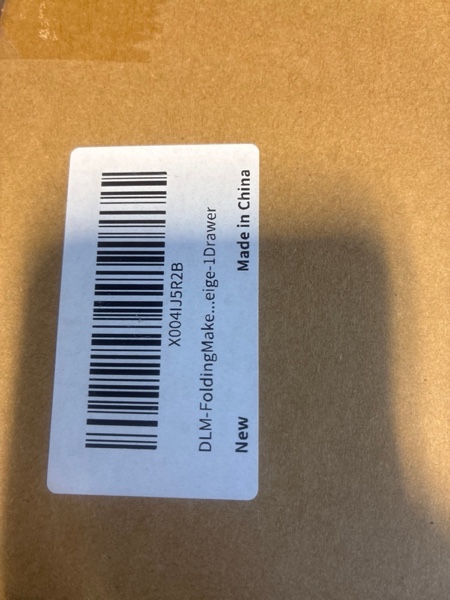 X004IJ5R2B
DLM-FoldingMake...eige-1Drawer
New Made in China